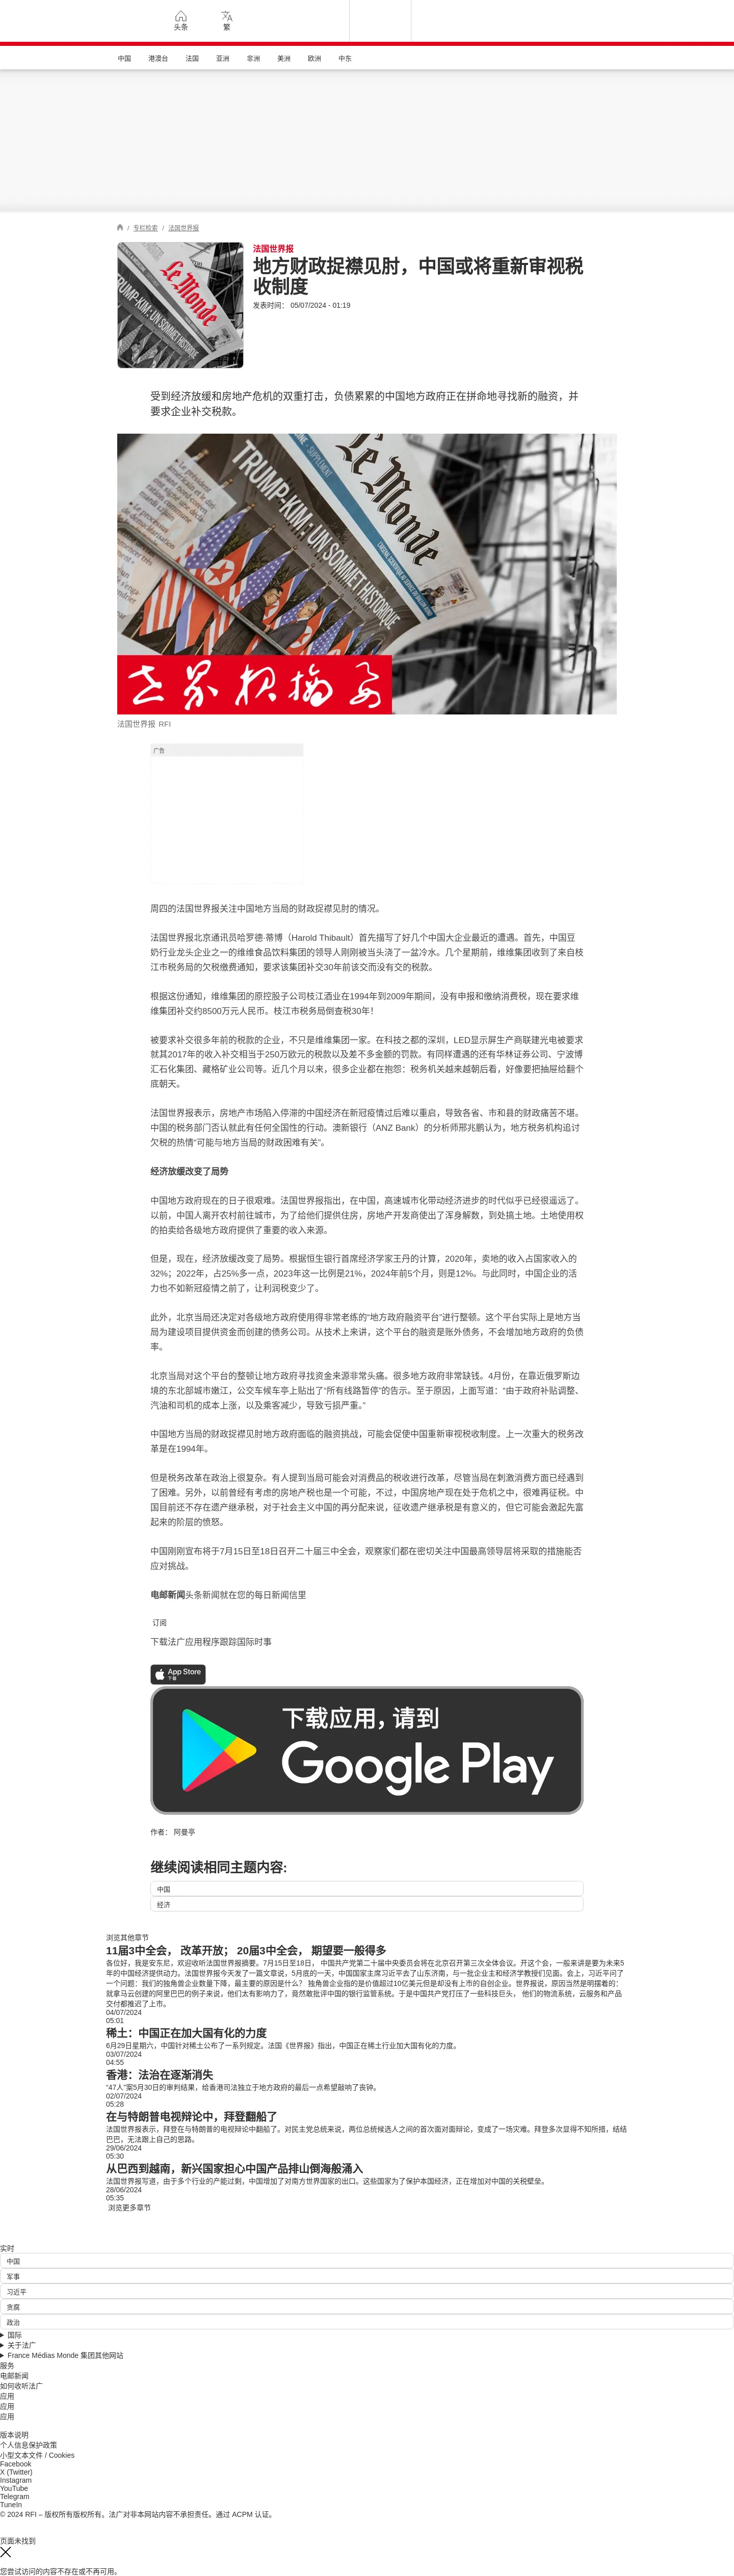 头条
繁
中国 港澳台 法国 亚洲 非洲 美洲 欧洲 中东
/ 专栏检索 / 法国世界报
Le Monde
TRUMP-KIM: UN SOMMET HISTORIQUE
法国世界报
地方财政捉襟见肘，中国或将重新审视税
收制度
发表时间： 05/07/2024 - 01:19
受到经济放缓和房地产危机的双重打击，负债累累的中国地方政府正在拼命地寻找新的融资，并
要求企业补交税款。
Le Monde
TRUMP-KIM: UN SOMMET HISTORIQUE
世界报摘要
法国世界报 RFI
广告
周四的法国世界报关注中国地方当局的财政捉襟见肘的情况。
法国世界报北京通讯员哈罗德·蒂博（Harold Thibault）首先描写了好几个中国大企业最近的遭遇。首先，中国豆
奶行业龙头企业之一的维维食品饮料集团的领导人刚刚被当头浇了一盆冷水。几个星期前，维维集团收到了来自枝
江市税务局的欠税缴费通知，要求该集团补交30年前该交而没有交的税款。
根据这份通知，维维集团的原控股子公司枝江酒业在1994年到2009年期间，没有申报和缴纳消费税，现在要求维
维集团补交约8500万元人民币。枝江市税务局倒查税30年！
被要求补交很多年前的税款的企业，不只是维维集团一家。在科技之都的深圳，LED显示屏生产商联建光电被要求
就其2017年的收入补交相当于250万欧元的税款以及差不多金额的罚款。有同样遭遇的还有华林证券公司、宁波博
汇石化集团、藏格矿业公司等。近几个月以来，很多企业都在抱怨：税务机关越来越朝后看，好像要把抽屉给翻个
底朝天。
法国世界报表示，房地产市场陷入停滞的中国经济在新冠疫情过后难以重启，导致各省、市和县的财政痛苦不堪。
中国的税务部门否认就此有任何全国性的行动。澳新银行（ANZ Bank）的分析师邢兆鹏认为，地方税务机构追讨
欠税的热情“可能与地方当局的财政困难有关”。
经济放缓改变了局势
中国地方政府现在的日子很艰难。法国世界报指出，在中国，高速城市化带动经济进步的时代似乎已经很遥远了。
以前，中国人离开农村前往城市，为了给他们提供住房，房地产开发商使出了浑身解数，到处搞土地。土地使用权
的拍卖给各级地方政府提供了重要的收入来源。
但是，现在，经济放缓改变了局势。根据恒生银行首席经济学家王丹的计算，2020年，卖地的收入占国家收入的
32%；2022年，占25%多一点，2023年这一比例是21%，2024年前5个月，则是12%。与此同时，中国企业的活
力也不如新冠疫情之前了，让利润税变少了。
此外，北京当局还决定对各级地方政府使用得非常老练的“地方政府融资平台”进行整顿。这个平台实际上是地方当
局为建设项目提供资金而创建的债务公司。从技术上来讲，这个平台的融资是账外债务，不会增加地方政府的负债
率。
北京当局对这个平台的整顿让地方政府寻找资金来源非常头痛。很多地方政府非常缺钱。4月份，在靠近俄罗斯边
境的东北部城市嫩江，公交车候车亭上贴出了“所有线路暂停”的告示。至于原因，上面写道：“由于政府补贴调整、
汽油和司机的成本上涨，以及乘客减少，导致亏损严重。”
中国地方当局的财政捉襟见肘地方政府面临的融资挑战，可能会促使中国重新审视税收制度。上一次重大的税务改
革是在1994年。
但是税务改革在政治上很复杂。有人提到当局可能会对消费品的税收进行改革，尽管当局在刺激消费方面已经遇到
了困难。另外，以前曾经有考虑的房地产税也是一个可能，不过，中国房地产现在处于危机之中，很难再征税。中
国目前还不存在遗产继承税，对于社会主义中国的再分配来说，征收遗产继承税是有意义的，但它可能会激起先富
起来的阶层的愤怒。
中国刚刚宣布将于7月15日至18日召开二十届三中全会，观察家们都在密切关注中国最高领导层将采取的措施能否
应对挑战。
电邮新闻头条新闻就在您的每日新闻信里
订阅
下载法广应用程序跟踪国际时事
App Store
下载
下载应用，请到
Google Play
作者： 阿曼亭
继续阅读相同主题内容:
中国
经济
浏览其他章节
11届3中全会， 改革开放； 20届3中全会， 期望要一般得多
各位好，我是安东尼，欢迎收听法国世界报摘要。7月15日至18日， 中国共产党第二十届中央委员会将在北京召开第三次全体会议。开这个会，一般来讲是要为未来5
年的中国经济提供动力。法国世界报今天发了一篇文章说，5月底的一天，中国国家主席习近平去了山东济南，与一批企业主和经济学教授们见面。会上，习近平问了
一个问题：我们的独角兽企业数量下降，最主要的原因是什么？ 独角兽企业指的是价值超过10亿美元但是却没有上市的自创企业。世界报说，原因当然是明摆着的：
就拿马云创建的阿里巴巴的例子来说，他们太有影响力了，竟然敢批评中国的银行监管系统。于是中国共产党打压了一些科技巨头， 他们的物流系统，云服务和产品
交付都推迟了上市。
04/07/2024
05:01
稀土：中国正在加大国有化的力度
6月29日星期六，中国针对稀土公布了一系列规定。法国《世界报》指出，中国正在稀土行业加大国有化的力度。
03/07/2024
04:55
香港：法治在逐渐消失
“47人”案5月30日的审判结果，给香港司法独立于地方政府的最后一点希望敲响了丧钟。
02/07/2024
05:28
在与特朗普电视辩论中，拜登翻船了
法国世界报表示，拜登在与特朗普的电视辩论中翻船了。对民主党总统来说，两位总统候选人之间的首次面对面辩论，变成了一场灾难。拜登多次显得不知所措，结结
巴巴，无法跟上自己的思路。
29/06/2024
05:30
从巴西到越南，新兴国家担心中国产品排山倒海般涌入
法国世界报写道，由于多个行业的产能过剩，中国增加了对南方世界国家的出口。这些国家为了保护本国经济，正在增加对中国的关税壁垒。
28/06/2024
05:35
浏览更多章节
实时
中国
军事
习近平
贪腐
政治
国际
关于法广
France Médias Monde 集团其他网站
服务
电邮新闻
如何收听法广
应用
应用
应用
版本说明
个人信息保护政策
小型文本文件 / Cookies
Facebook
X (Twitter)
Instagram
YouTube
Telegram
TuneIn
© 2024 RFI – 版权所有版权所有。法广对非本网站内容不承担责任。通过 ACPM 认证。
页面未找到
您尝试访问的内容不存在或不再可用。